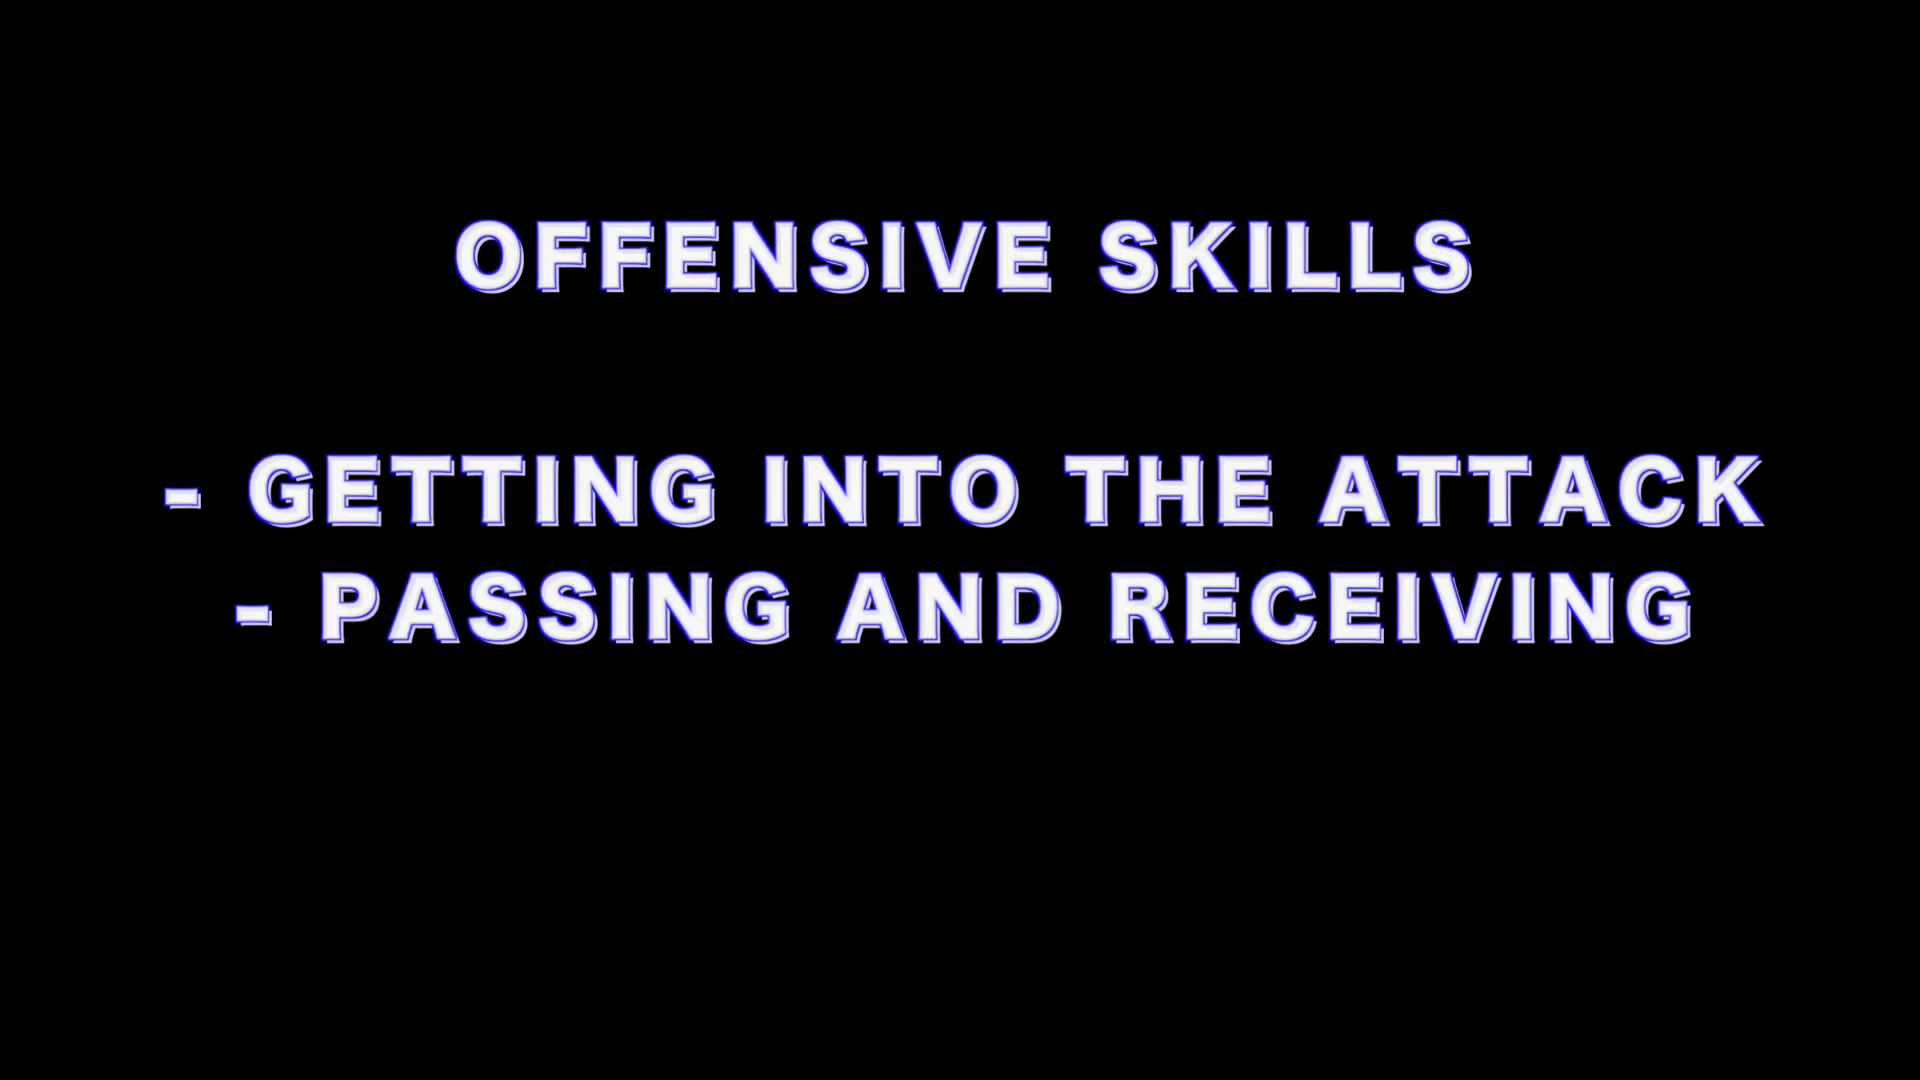 OFFENSIVE SKILLS
- GETTING INTO THE ATTACK
- PASSING AND RECEIVING